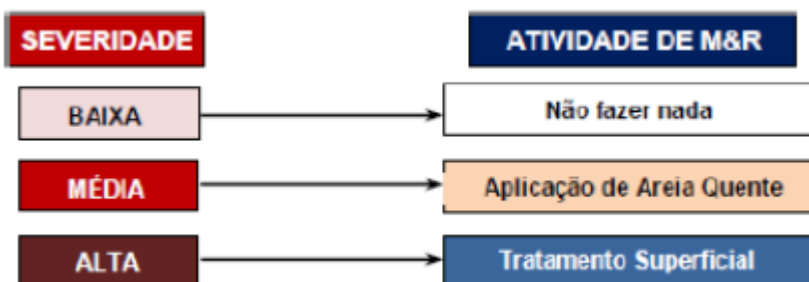 SEVERIDADE ATIVIDADE DE M&R
BAIXA Não fazer nada
MÉDIA Aplicação de Areia Quente
ALTA Tratamento Superficial